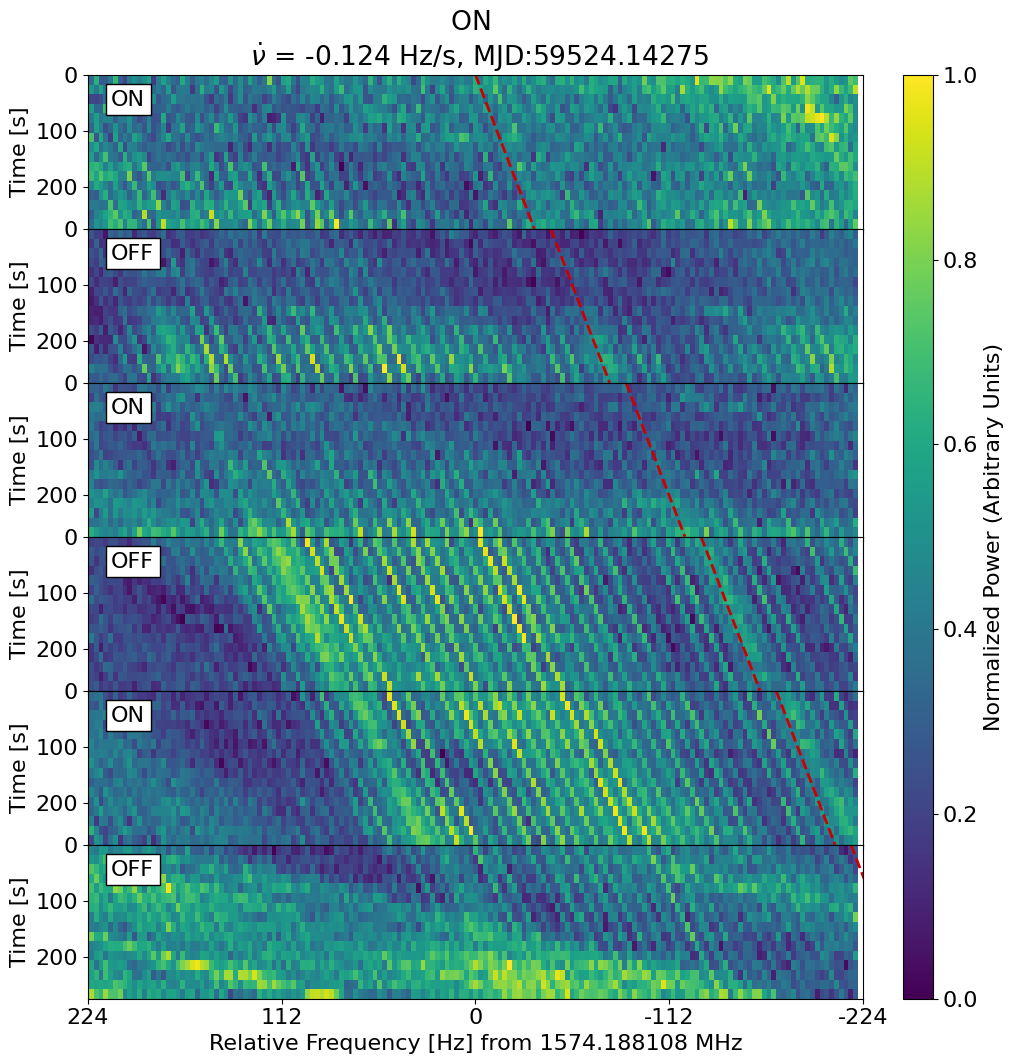 ON
ν̇ = -0.124 Hz/s, MJD:59524.14275
0
ON
100
Time [s]
200
0
OFF
100
Time [s]
200
0
ON
100
Time [s]
200
0
OFF
100
Time [s]
200
0
ON
100
Time [s]
200
0
OFF
100
Time [s]
200
224 112 0 -112 -224
Relative Frequency [Hz] from 1574.188108 MHz
1.0
0.8
0.6
0.4
0.2
0.0
Normalized Power (Arbitrary Units)